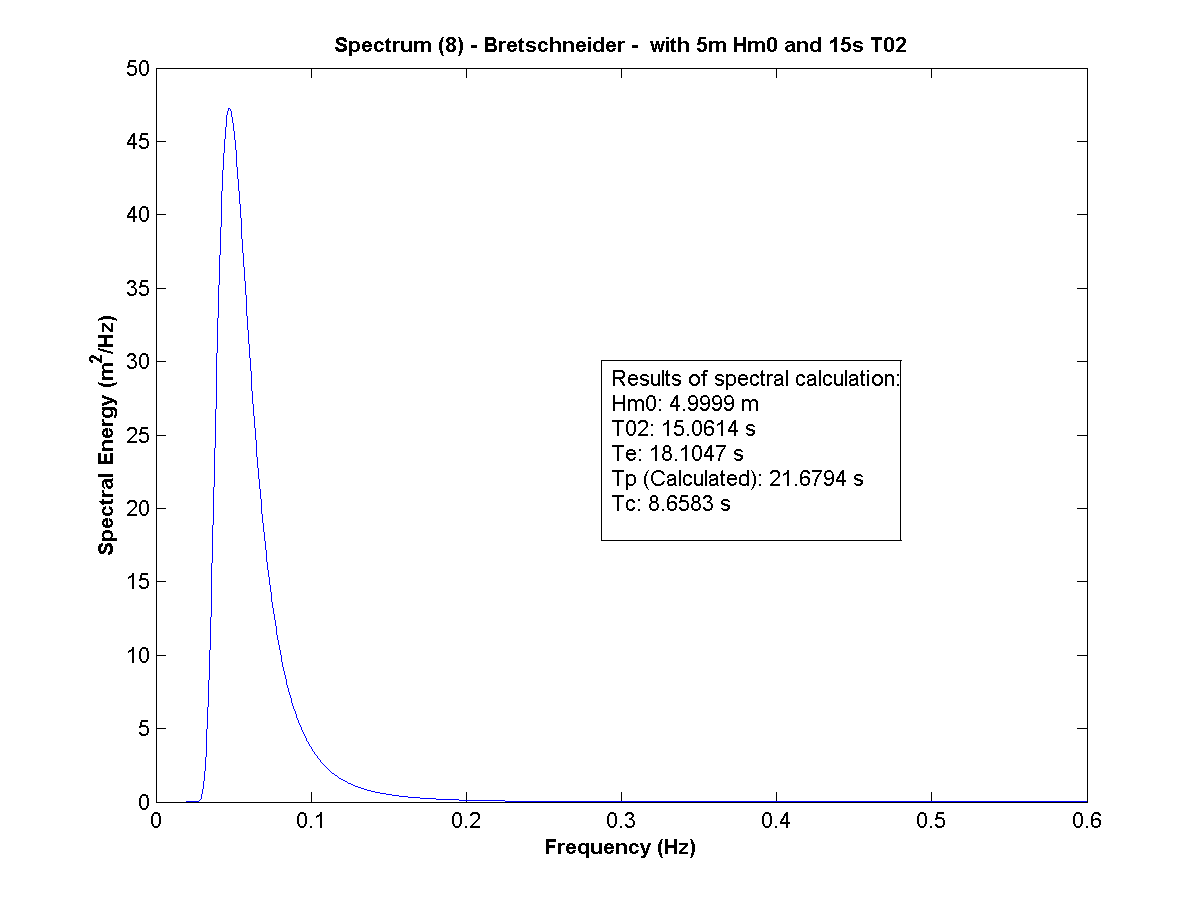 Spectrum (8) - Bretschneider -  with 5m Hm0 and 15s T02
50
45
40
35
30
25
20
15
10
5
0
Spectral Energy (m²/Hz)
Results of spectral calculation:
Hm0: 4.9999 m
T02: 15.0614 s
Te: 18.1047 s
Tp (Calculated): 21.6794 s
Tc: 8.6583 s
0 0.1 0.2 0.3 0.4 0.5 0.6
Frequency (Hz)